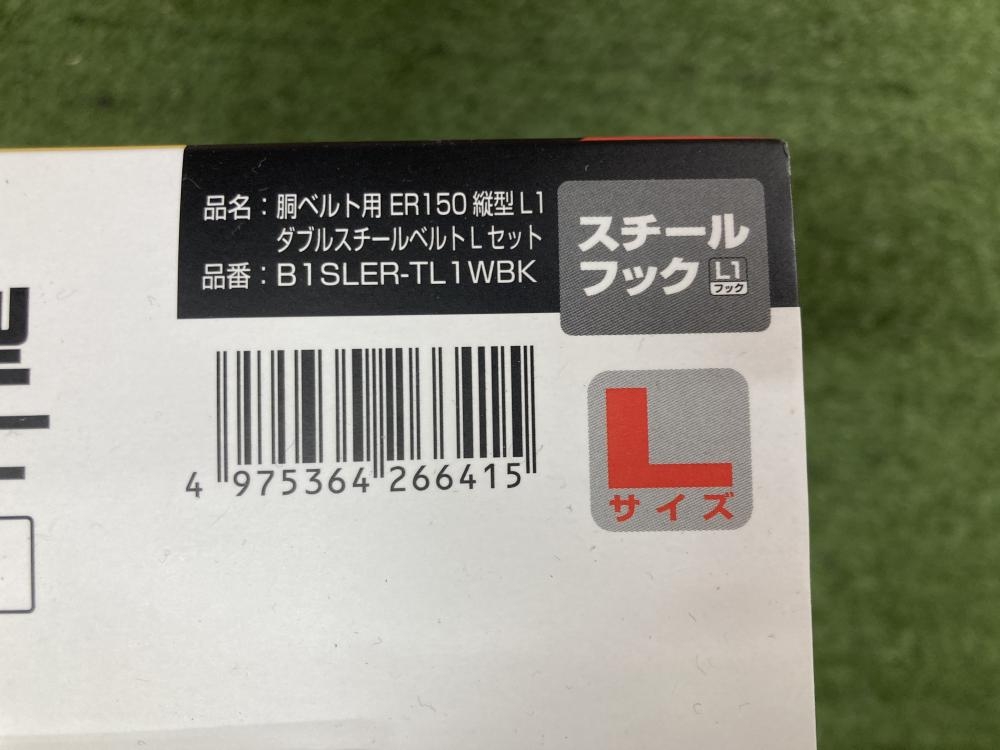 品名：胴ベルト用 ER150 縦型 L1
ダブルスチールベルト L セット
品番：B1SLER-TL1WBK
スチール
フック L1
フック
4 975364 266415
L
サイズ